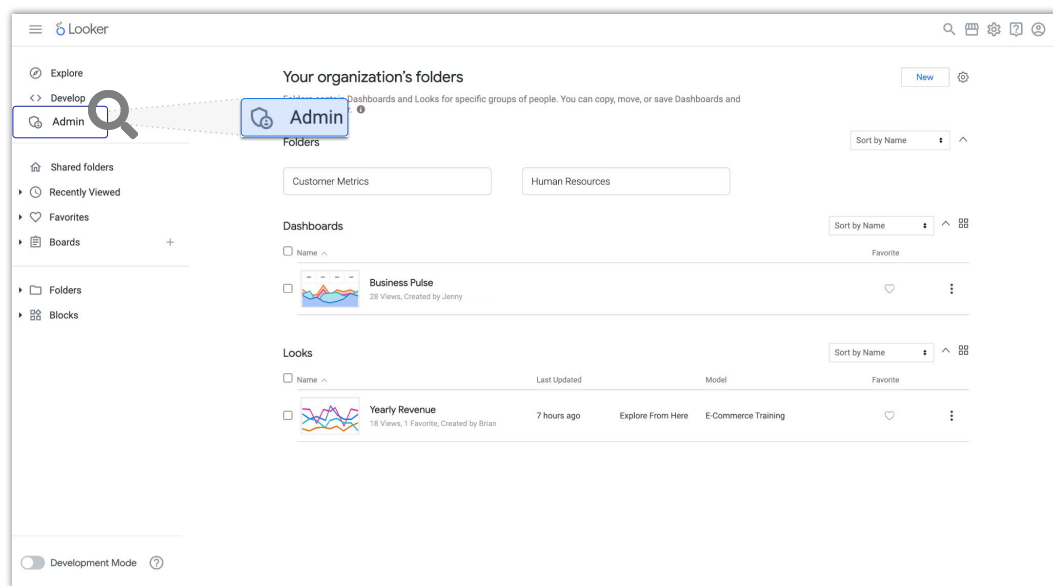 Looker
Explore
Develop
Admin
Shared folders
Recently Viewed
Favorites
Boards
Folders
Blocks
Development Mode
Admin
Your organization's folders
New
Dashboards and Looks for specific groups of people. You can copy, move, or save Dashboards and
Folders
Sort by Name
Customer Metrics
Human Resources
Dashboards
Sort by Name
Name
Favorite
Business Pulse
28 Views, Created by Jenny
Looks
Sort by Name
Name Last Updated Model Favorite
Yearly Revenue
18 Views, 1 Favorite, Created by Brian
7 hours ago Explore From Here E-Commerce Training